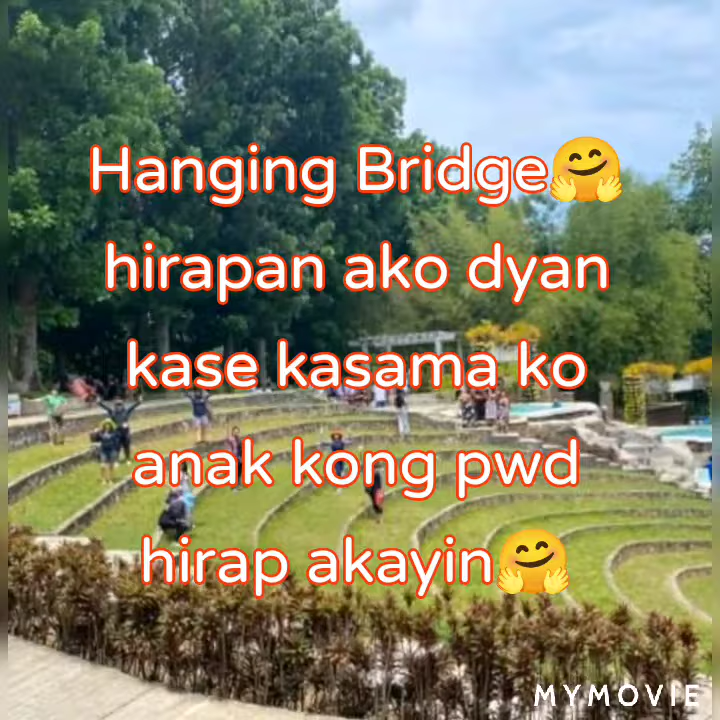 Hanging Bridge🤗
hirapan ako dyan
kase kasama ko
anak kong pwd
hirap akayin🤗
MYMOVIE